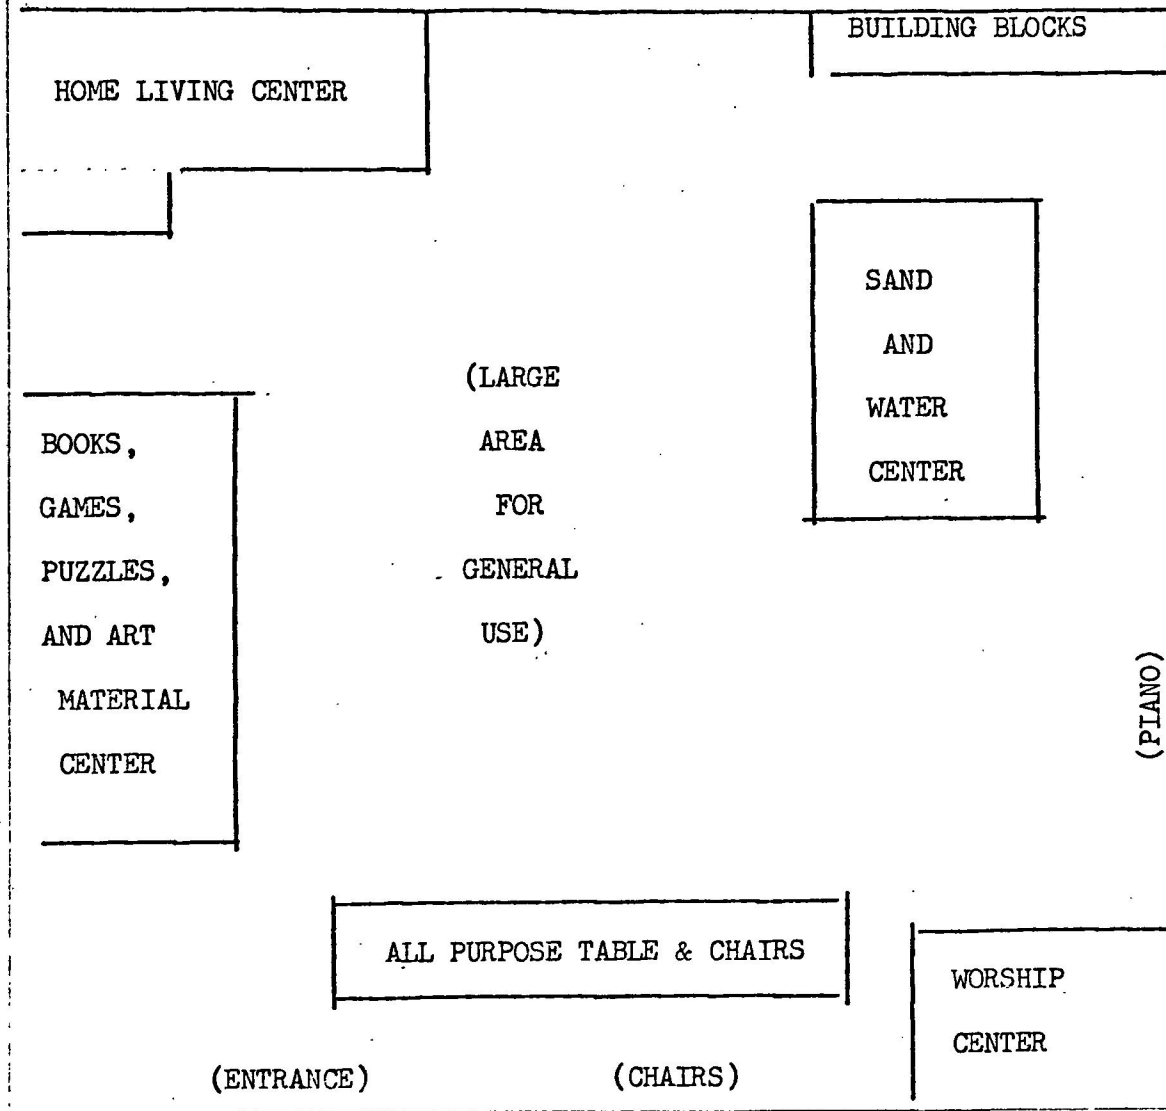 HOME LIVING CENTER
BUILDING BLOCKS
SAND
AND
WATER
CENTER
(LARGE
AREA
FOR
GENERAL
USE)
BOOKS,
GAMES,
PUZZLES,
AND ART
MATERIAL
CENTER
(PIANO)
ALL PURPOSE TABLE & CHAIRS
WORSHIP
CENTER
(ENTRANCE)
(CHAIRS)